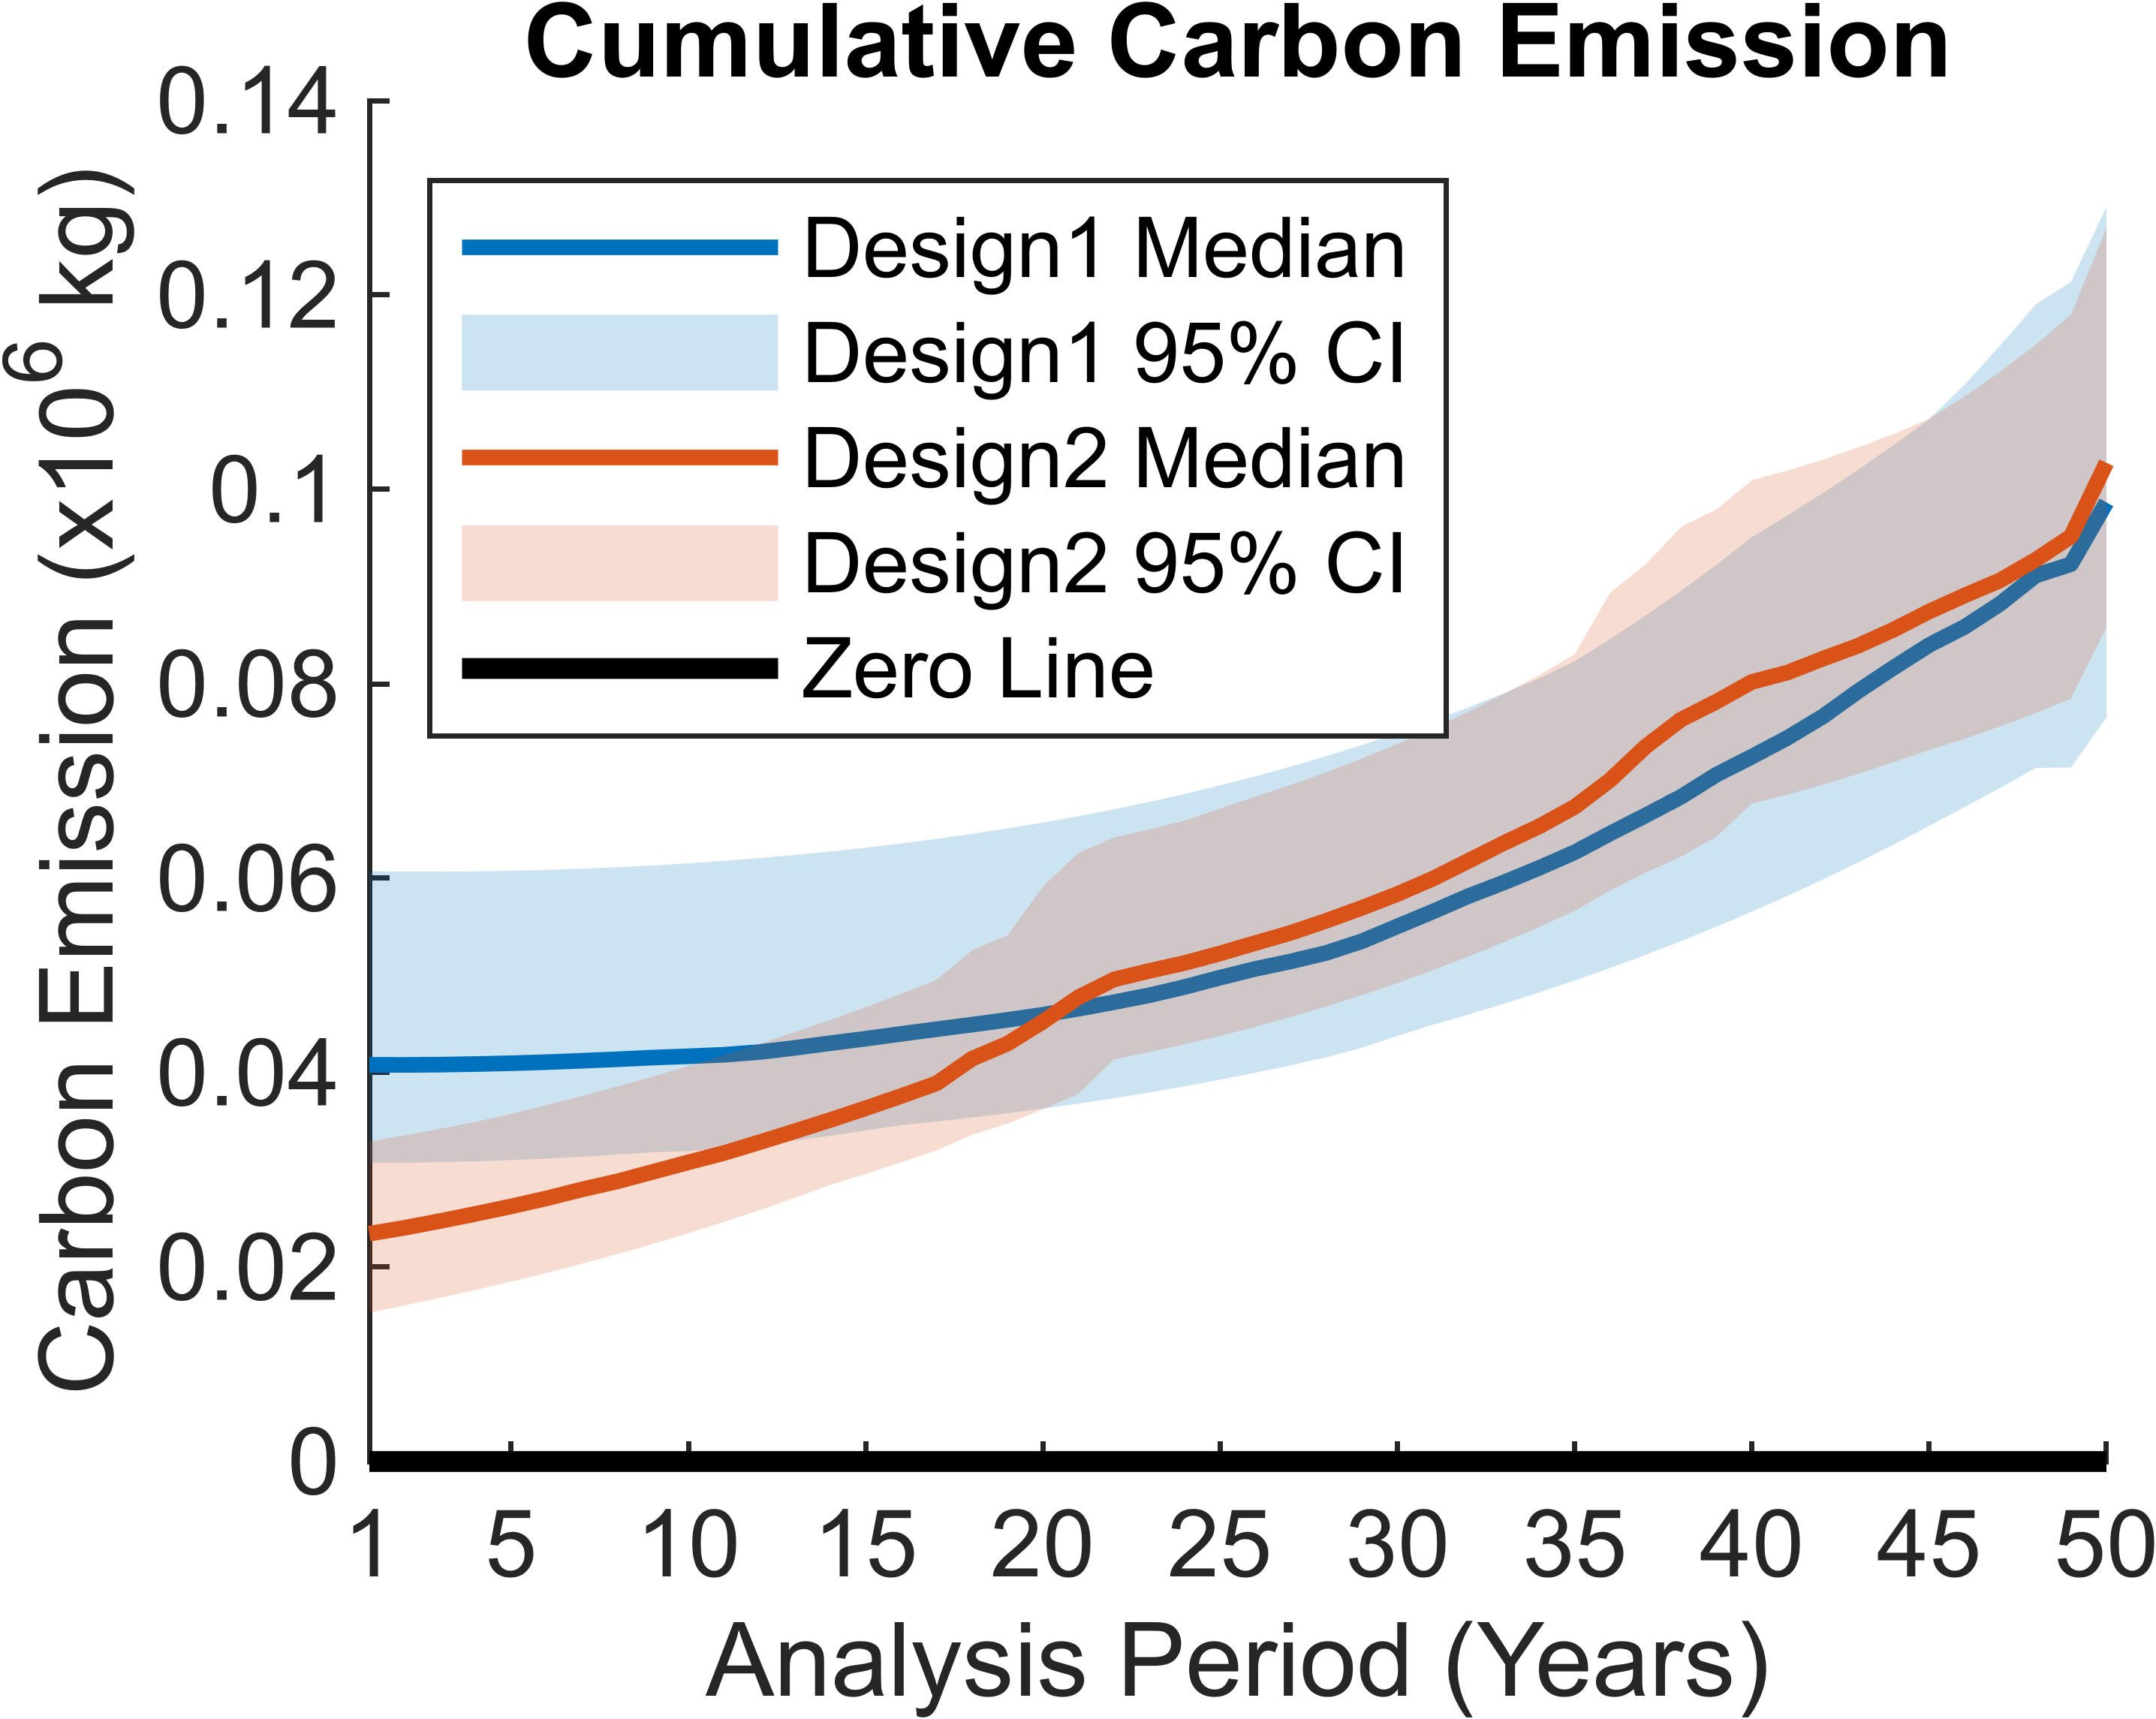 Cumulative Carbon Emission
Carbon Emission (x10⁶ kg)
0.14
0.12
0.1
0.08
0.06
0.04
0.02
0
Design1 Median
Design1 95% CI
Design2 Median
Design2 95% CI
Zero Line
1 5 10 15 20 25 30 35 40 45 50
Analysis Period (Years)